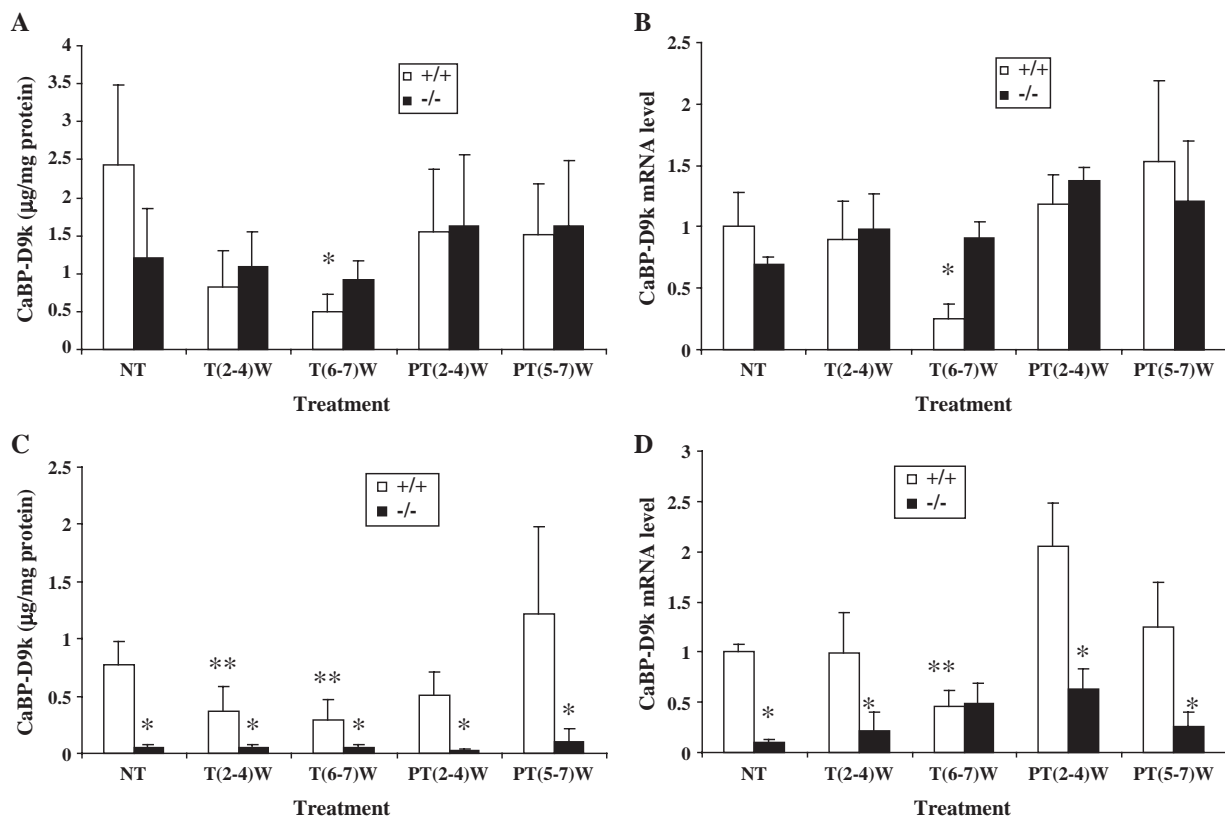 A
CaBP-D9k (µg/mg protein)
4
3.5
3
2.5
2
1.5
1
0.5
0
+/+
-/-
*
NT T(2-4)W T(6-7)W PT(2-4)W PT(5-7)W
Treatment
B
CaBP-D9k mRNA level
2.5
2
1.5
1
0.5
0
+/+
-/-
*
NT T(2-4)W T(6-7)W PT(2-4)W PT(5-7)W
Treatment
C
CaBP-D9k (µg/mg protein)
2.5
2
1.5
1
0.5
0
+/+
-/-
* ** * ** * * *
NT T(2-4)W T(6-7)W PT(2-4)W PT(5-7)W
Treatment
D
CaBP-D9k mRNA level
3
2.5
2
1.5
1
0.5
0
+/+
-/-
* * ** * *
NT T(2-4)W T(6-7)W PT(2-4)W PT(5-7)W
Treatment